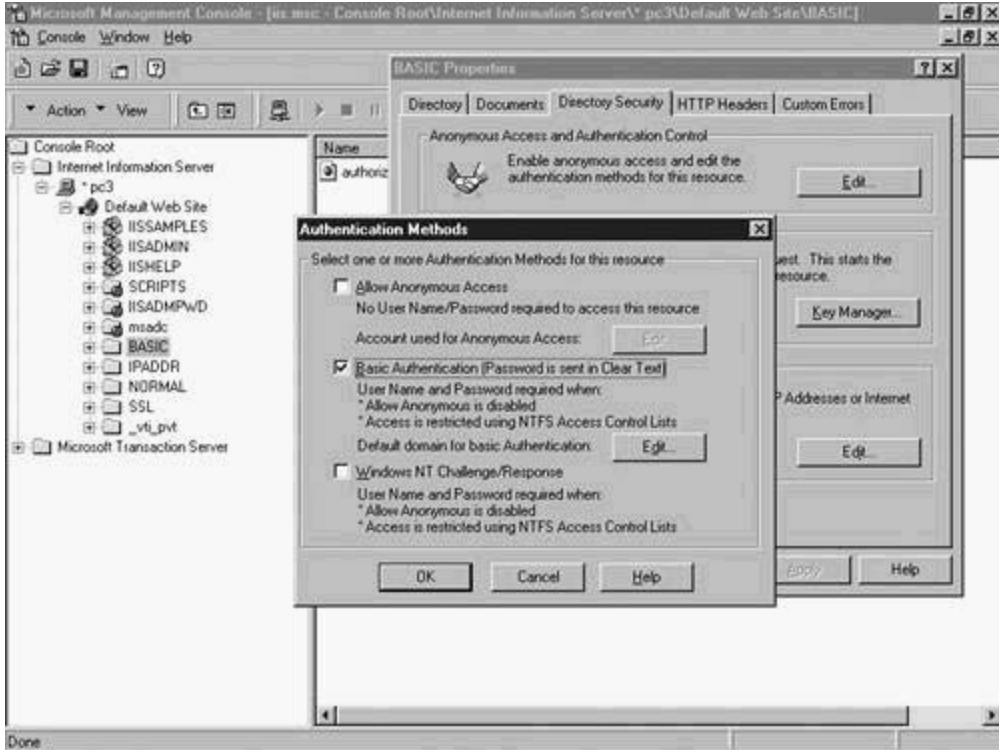 Microsoft Management Console - [iis.msc - Console Root\Internet Information Server\* pc3\Default Web Site\BASIC]
Console Window Help
Action View
BASIC Properties
Directory Documents Directory Security HTTP Headers Custom Errors
Anonymous Access and Authentication Control
Enable anonymous access and edit the
authentication methods for this resource.
Edit...
uest. This starts the
resource.
Key Manager...
P Addresses or Internet
Edit...
Apply Help
Console Root
Internet Information Server
* pc3
Default Web Site
IISSAMPLES
IISADMIN
IISHELP
SCRIPTS
IISADMPWD
msadc
BASIC
IPADDR
NORMAL
SSL
_vti_pvt
Microsoft Transaction Server
Name
authoriz
Authentication Methods
Select one or more Authentication Methods for this resource
Allow Anonymous Access
No User Name/Password required to access this resource
Account used for Anonymous Access: Edit...
Basic Authentication (Password is sent in Clear Text)
User Name and Password required when:
* Allow Anonymous is disabled
* Access is restricted using NTFS Access Control Lists
Default domain for basic Authentication: Edit...
Windows NT Challenge/Response
User Name and Password required when:
* Allow Anonymous is disabled
* Access is restricted using NTFS Access Control Lists
OK Cancel Help
Done